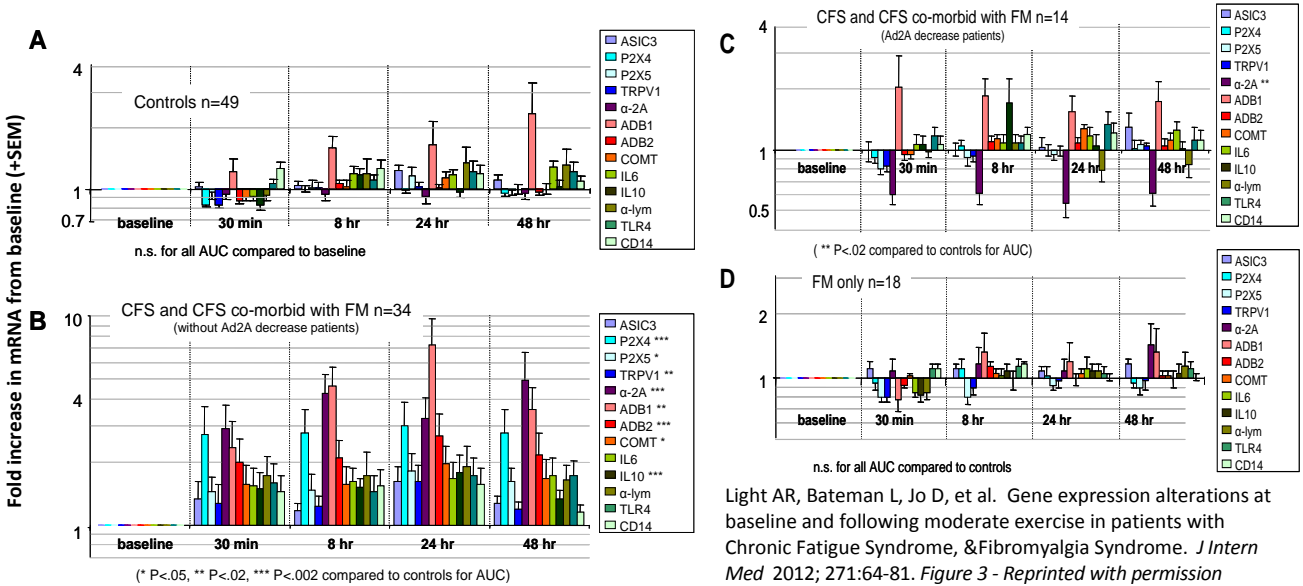 Fold increase in mRNA from baseline (+SEM)
A
Controls n=49
4
1
0.7
baseline
30 min
8 hr
24 hr
48 hr
n.s. for all AUC compared to baseline
ASIC3
P2X4
P2X5
TRPV1
α-2A
ADB1
ADB2
COMT
IL6
IL10
α-lym
TLR4
CD14
B
CFS and CFS co-morbid with FM n=34
(without Ad2A decrease patients)
10
4
1
baseline
30 min
8 hr
24 hr
48 hr
(* P<.05, ** P<.02, *** P<.002 compared to controls for AUC)
ASIC3
P2X4 ***
P2X5 *
TRPV1 **
α-2A ***
ADB1 **
ADB2 ***
COMT *
IL6
IL10 ***
α-lym
TLR4
CD14
C
CFS and CFS co-morbid with FM n=14
(Ad2A decrease patients)
4
1
0.5
baseline
30 min
8 hr
24 hr
48 hr
( ** P<.02 compared to controls for AUC)
ASIC3
P2X4
P2X5
TRPV1
α-2A **
ADB1
ADB2
COMT
IL6
IL10
α-lym
TLR4
CD14
D
FM only n=18
2
1
baseline
30 min
8 hr
24 hr
48 hr
n.s. for all AUC compared to controls
ASIC3
P2X4
P2X5
TRPV1
α-2A
ADB1
ADB2
COMT
IL6
IL10
α-lym
TLR4
CD14
Light AR, Bateman L, Jo D, et al. Gene expression alterations at
baseline and following moderate exercise in patients with
Chronic Fatigue Syndrome, &Fibromyalgia Syndrome. J Intern
Med 2012; 271:64-81. Figure 3 - Reprinted with permission